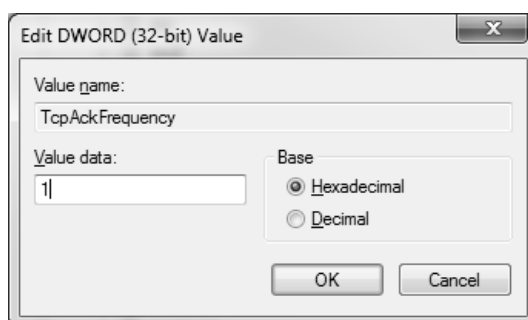 Edit DWORD (32-bit) Value
x
Value name:
TcpAckFrequency
Value data:
1
Base
Hexadecimal
Decimal
OK
Cancel